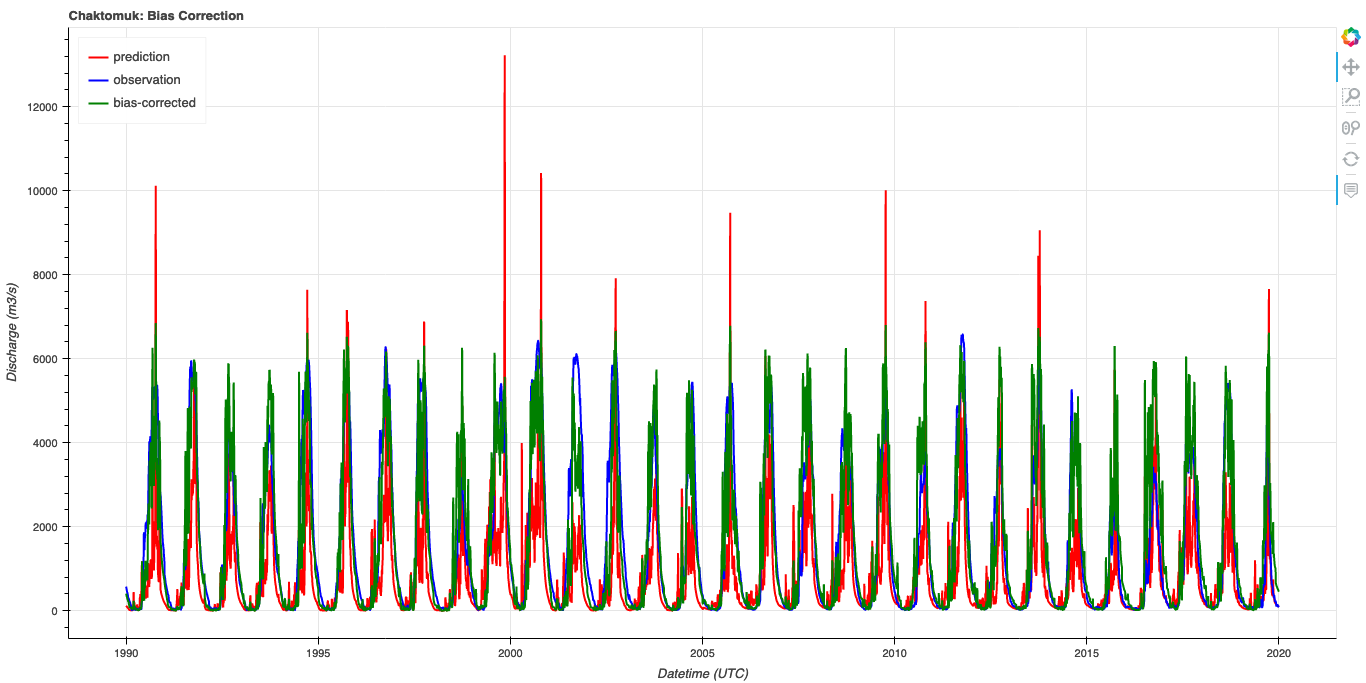 Chaktomuk: Bias Correction
prediction
observation
bias-corrected
Discharge (m3/s)
12000
10000
8000
6000
4000
2000
0
1990
1995
2000
2005
2010
2015
2020
Datetime (UTC)